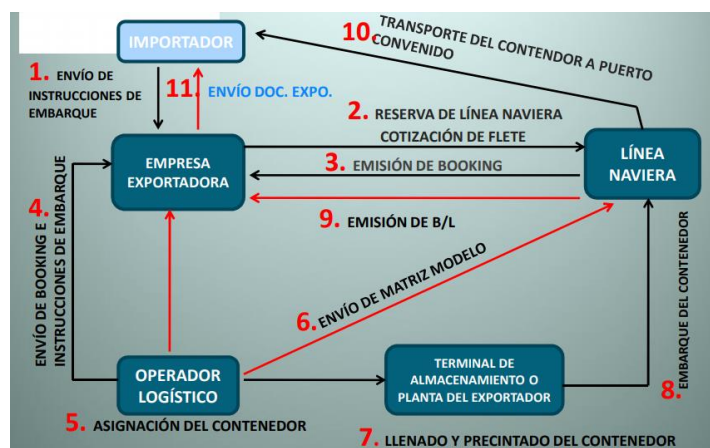 IMPORTADOR
10. TRANSPORTE DEL CONTENDOR A PUERTO
CONVENIDO
1. ENVÍO DE
INSTRUCCIONES DE
EMBARQUE
11. ENVÍO DOC. EXPO.
2. RESERVA DE LÍNEA NAVIERA
COTIZACIÓN DE FLETE
EMPRESA
EXPORTADORA
3. EMISIÓN DE BOOKING
LÍNEA
NAVIERA
4. ENVÍO DE BOOKING E
INSTRUCCIONES DE EMBARQUE
9. EMISIÓN DE B/L
6. ENVÍO DE MATRIZ MODELO
8. EMBARQUE DEL CONTENEDOR
OPERADOR
LOGÍSTICO
TERMINAL DE
ALMACENAMIENTO O
PLANTA DEL EXPORTADOR
5. ASIGNACIÓN DEL CONTENEDOR
7. LLENADO Y PRECINTADO DEL CONTENEDOR